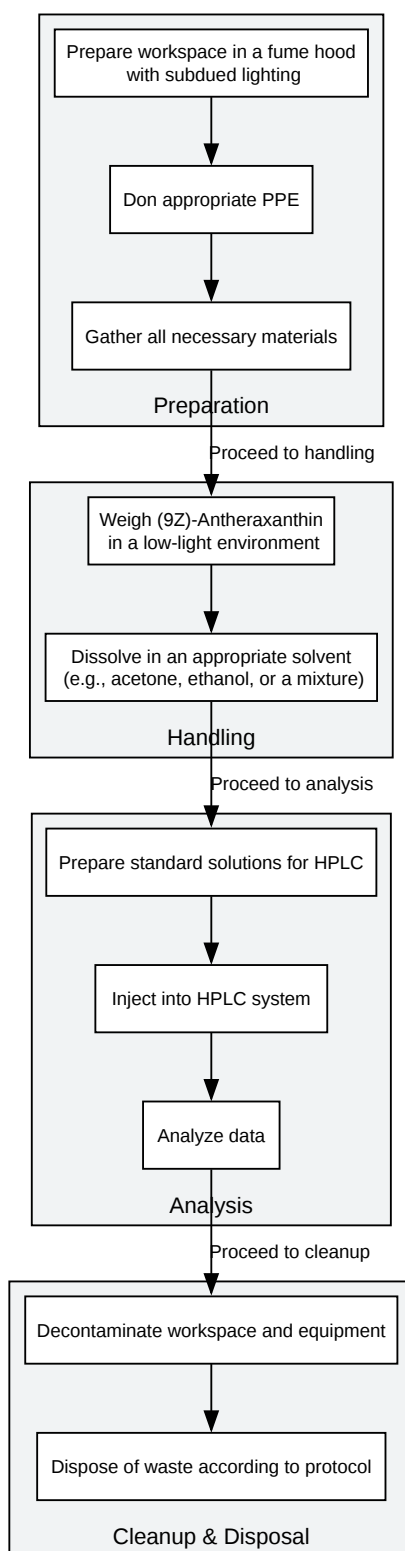 Prepare workspace in a fume hood
with subdued lighting
Don appropriate PPE
Gather all necessary materials
Preparation
Proceed to handling
Weigh (9Z)-Antheraxanthin
in a low-light environment
Dissolve in an appropriate solvent
(e.g., acetone, ethanol, or a mixture)
Handling
Proceed to analysis
Prepare standard solutions for HPLC
Inject into HPLC system
Analyze data
Analysis
Proceed to cleanup
Decontaminate workspace and equipment
Dispose of waste according to protocol
Cleanup & Disposal